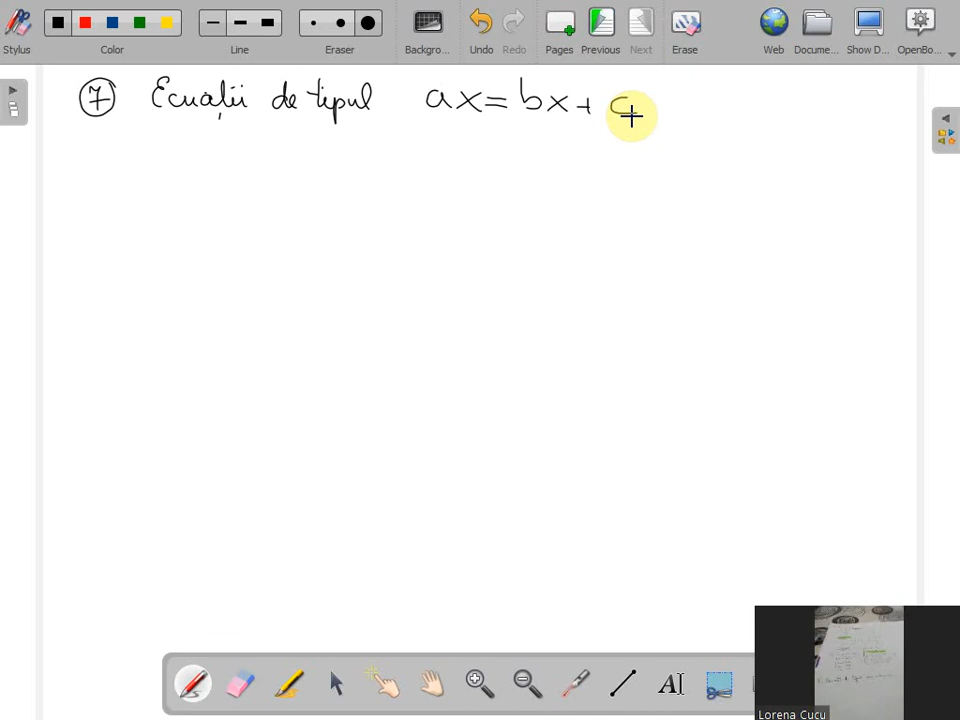 Stylus
Color
Line
Eraser
Backgro...
Undo
Redo
Pages
Previous
Next
Erase
Web
Docume...
Show D...
OpenBo...
7 Ecuații de tipul ax=bx+c
Lorena Cucu